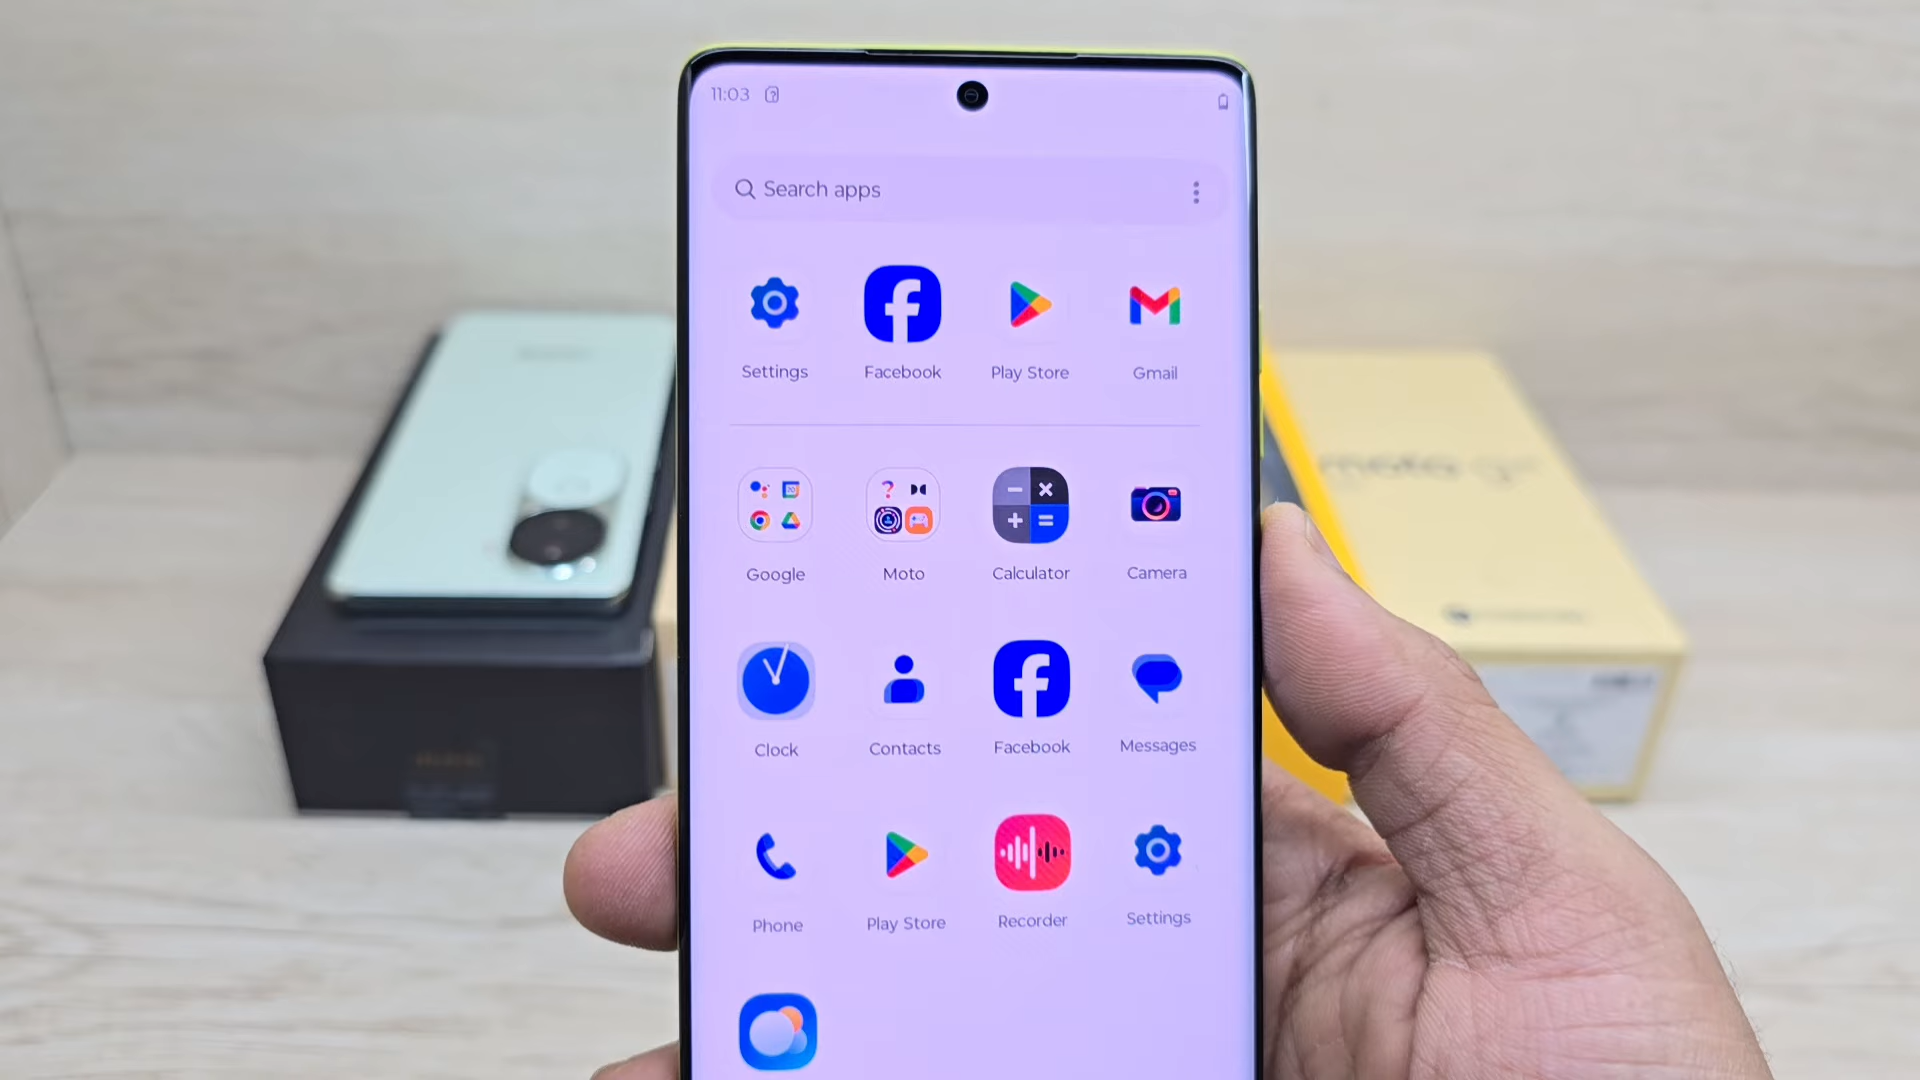 11:03
Search apps
Settings Facebook Play Store Gmail
Google Moto Calculator Camera
Clock Contacts Facebook Messages
Phone Play Store Recorder Settings
moto